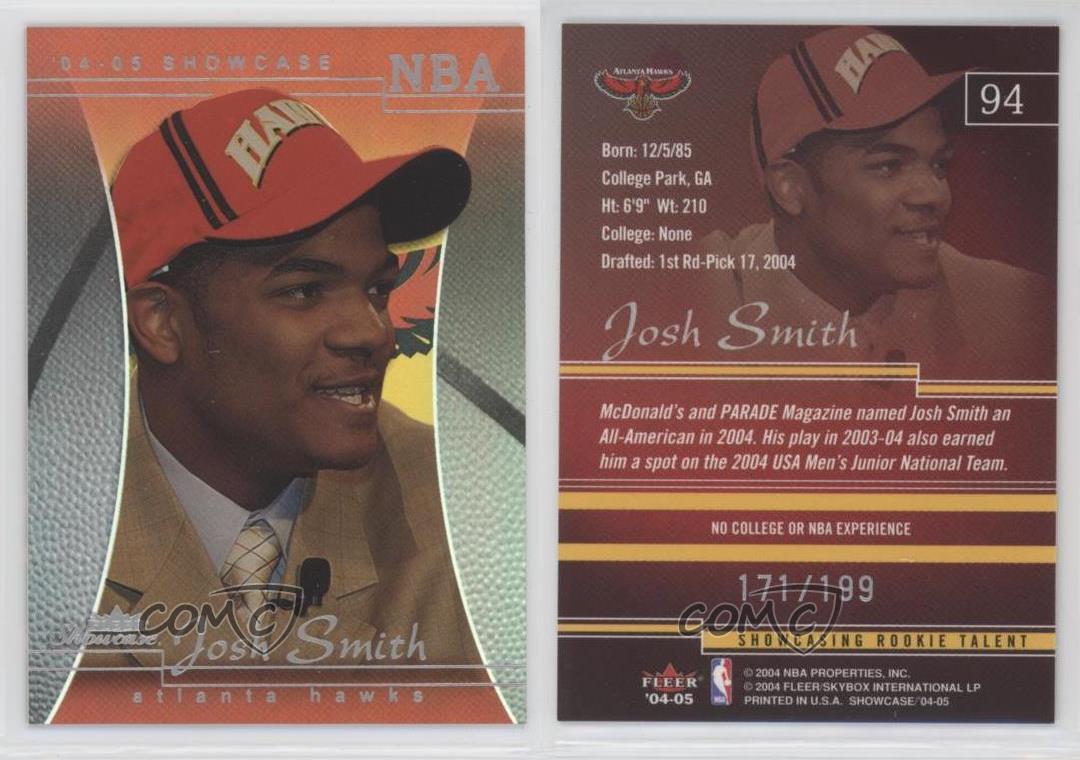 '04-05 SHOWCASE
NBA
HAW
COMC
Showcase
Josh Smith
atlanta hawks
ATLANTA HAWKS
HAW
94
Born: 12/5/85
College Park, GA
Ht: 6'9" Wt: 210
College: None
Drafted: 1st Rd-Pick 17, 2004
Josh Smith
McDonald's and PARADE Magazine named Josh Smith an
All-American in 2004. His play in 2003-04 also earned
him a spot on the 2004 USA Men's Junior National Team.
NO COLLEGE OR NBA EXPERIENCE
171/199
COMC
SHOWCASING ROOKIE TALENT
FLEER
'04-05
NBA
© 2004 NBA PROPERTIES, INC.
© 2004 FLEER/SKYBOX INTERNATIONAL LP
PRINTED IN U.S.A. SHOWCASE/'04-05